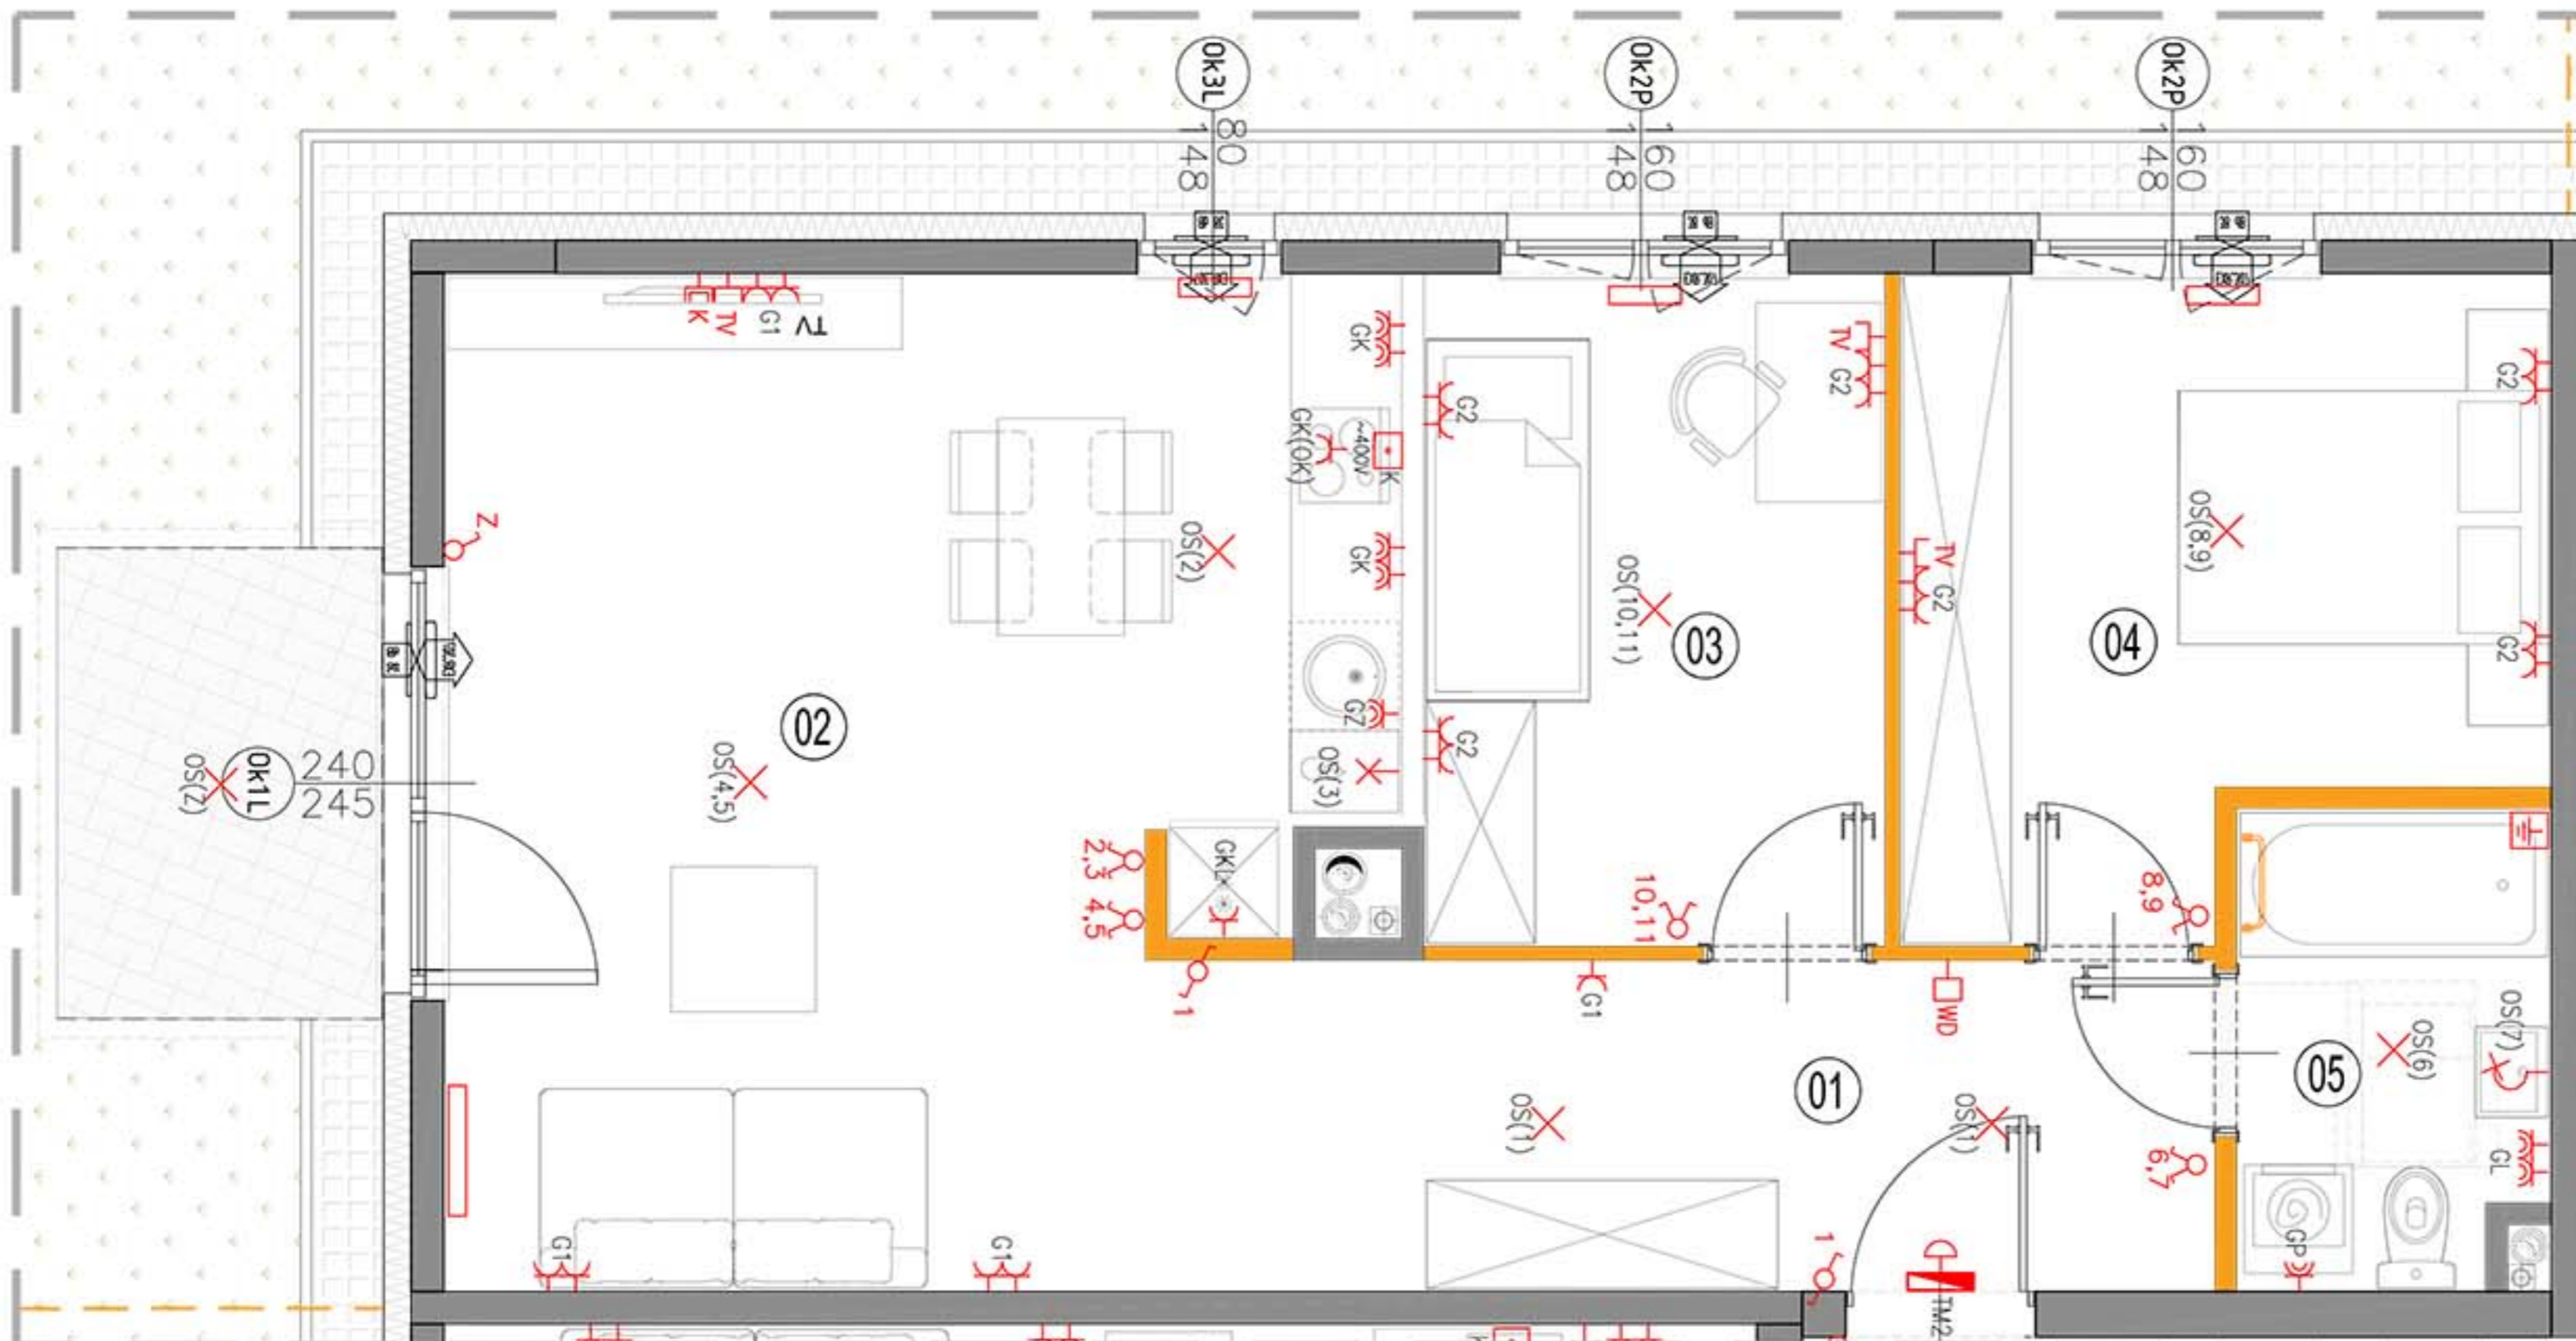 Ok3L
80
148
Ok2P
160
148
Ok2P
160
148
K
TV
G1
TV
GK
GK(OK)
~400V
K
GK
GZ
OS(3)
G2
G2
TV
G2
TV
G2
G2
G2
Z
OS(2)
OS(10,11)
03
OS(8,9)
04
02
OS(4,5)
OS(Z)
Ok1L
240
245
GKL
2,3
4,5
1
10,11
8,9
G1
WD
OS(7)
OS(6)
05
01
OS(1)
OS(1)
6,7
GL
GP
G1
G1
1
TM2